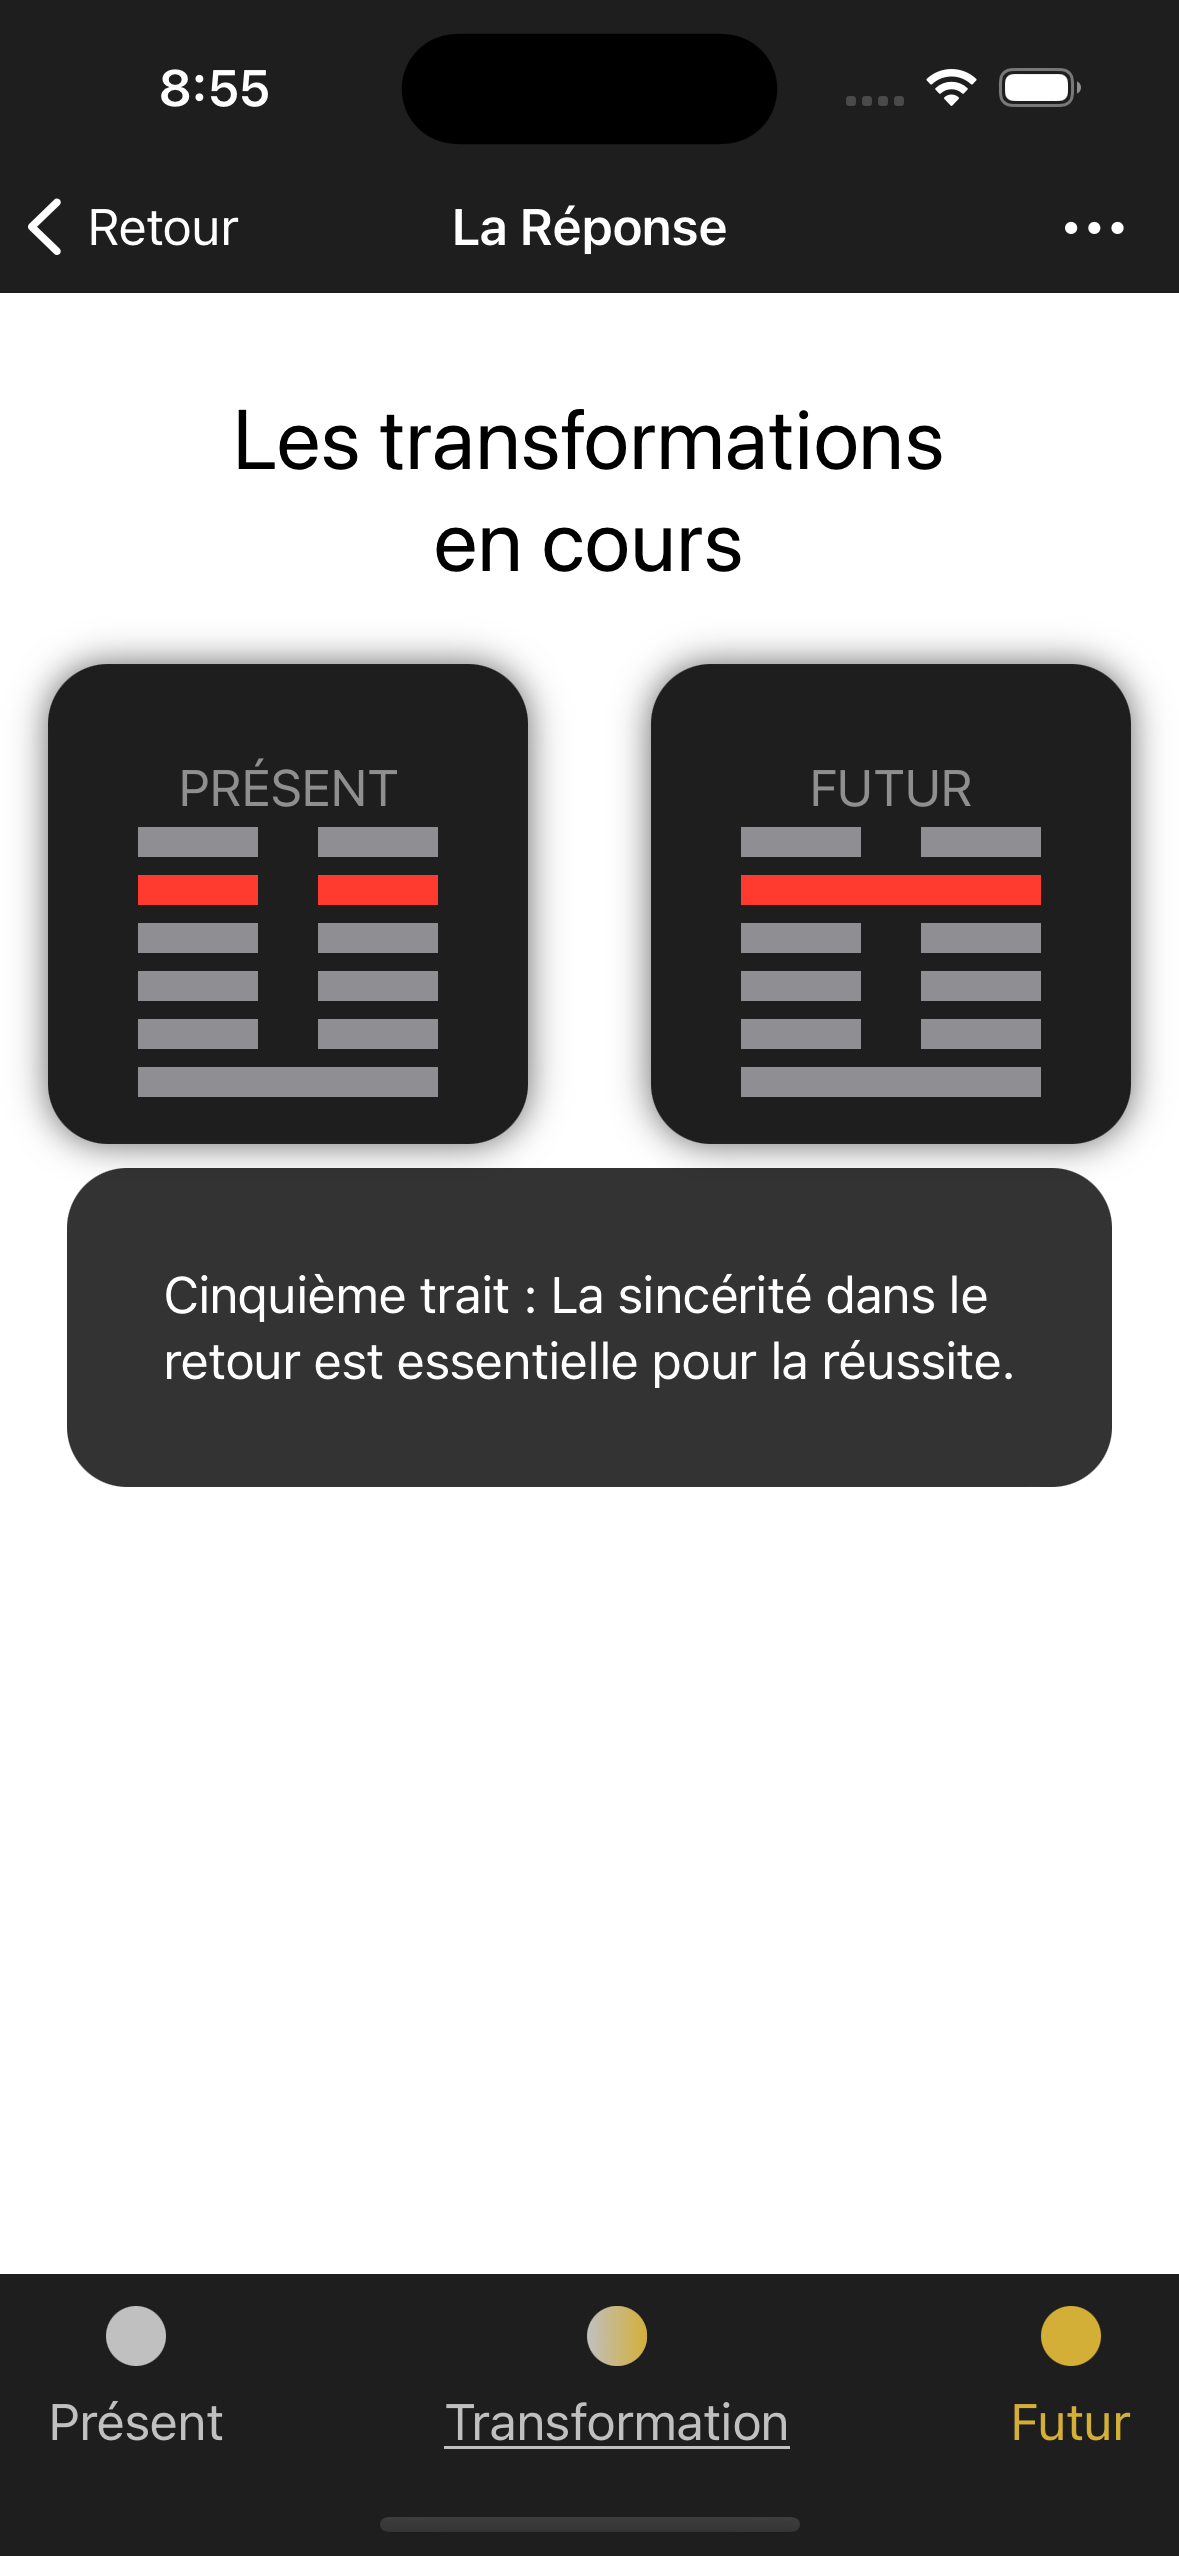 8:55
Retour
La Réponse
Les transformations
en cours
PRÉSENT
FUTUR
Cinquième trait : La sincérité dans le
retour est essentielle pour la réussite.
Présent
Transformation
Futur